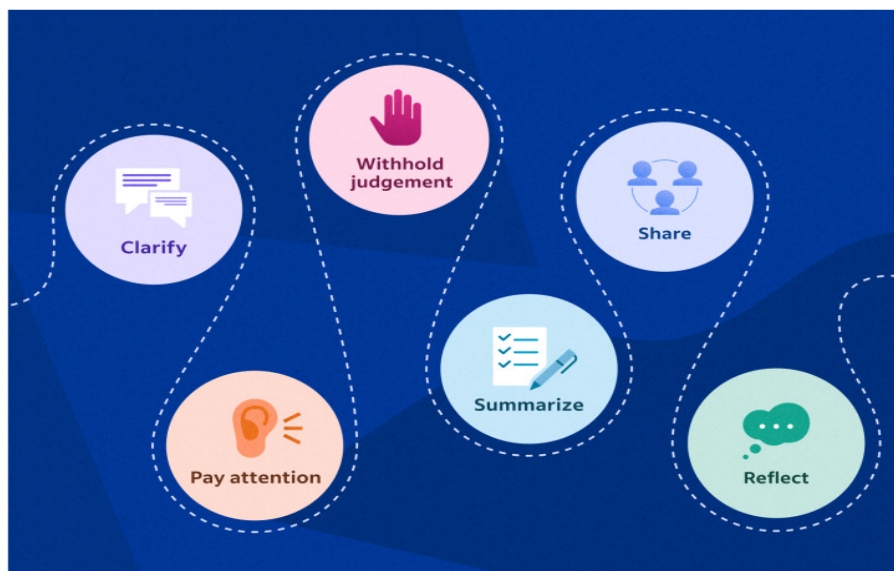 Clarify
Pay attention
Withhold
judgement
Summarize
Share
Reflect